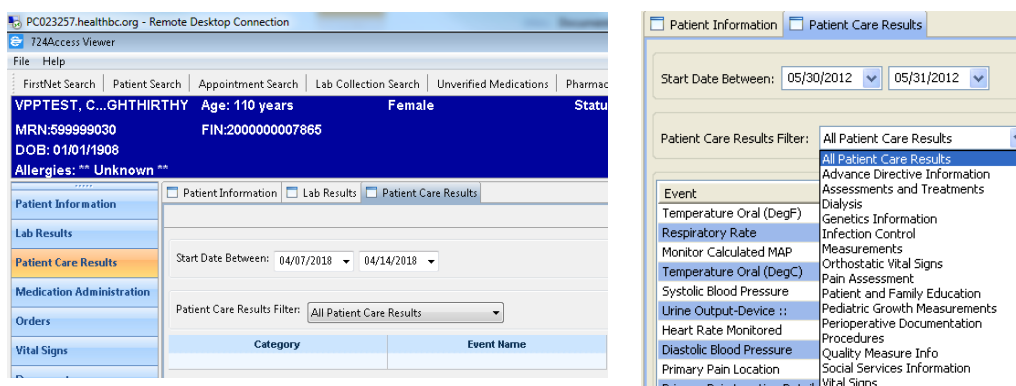 PC023257.healthbc.org - Remote Desktop Connection
724Access Viewer
File Help
FirstNet Search Patient Search Appointment Search Lab Collection Search Unverified Medications Pharmac
VPPTEST, C...GHTHIRTHY Age: 110 years Female Statu
MRN:599999030 FIN:2000000007865
DOB: 01/01/1908
Allergies: ** Unknown **
Patient Information
Lab Results
Patient Care Results
Medication Administration
Orders
Vital Signs
Patient Information Lab Results Patient Care Results
Start Date Between: 04/07/2018 04/14/2018
Patient Care Results Filter: All Patient Care Results
Category Event Name
Patient Information Patient Care Results
Start Date Between: 05/30/2012 05/31/2012
Patient Care Results Filter: All Patient Care Results
All Patient Care Results
Advance Directive Information
Assessments and Treatments
Dialysis
Genetics Information
Infection Control
Measurements
Orthostatic Vital Signs
Pain Assessment
Patient and Family Education
Pediatric Growth Measurements
Perioperative Documentation
Procedures
Quality Measure Info
Social Services Information
Vital Signs
Event
Temperature Oral (DegF)
Respiratory Rate
Monitor Calculated MAP
Temperature Oral (DegC)
Systolic Blood Pressure
Urine Output-Device ::
Heart Rate Monitored
Diastolic Blood Pressure
Primary Pain Location